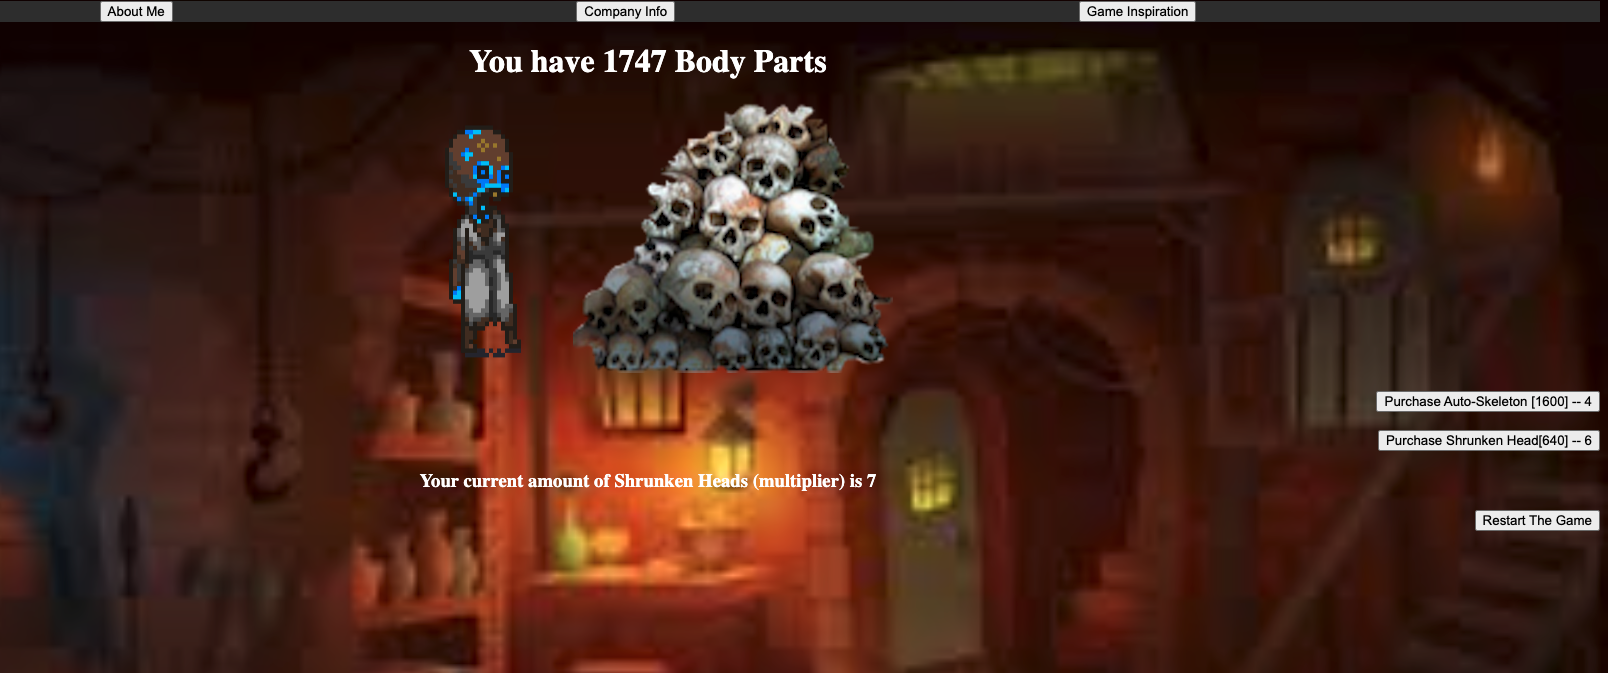 About Me
Company Info
Game Inspiration
You have 1747 Body Parts
Purchase Auto-Skeleton [1600] -- 4
Purchase Shrunken Head[640] -- 6
Your current amount of Shrunken Heads (multiplier) is 7
Restart The Game